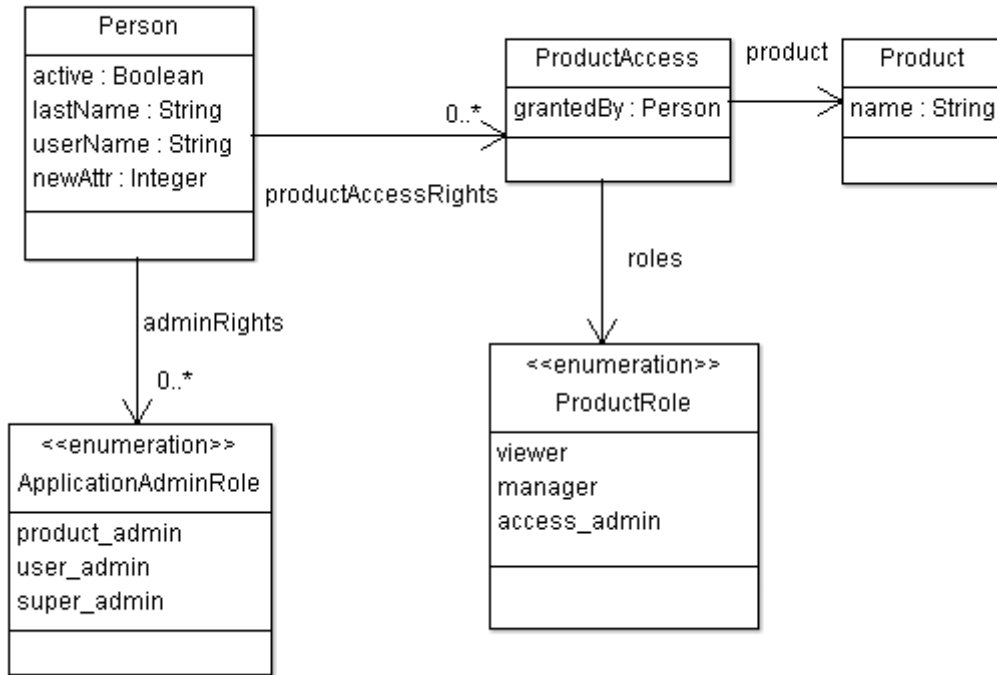 Person
active : Boolean
lastName : String
userName : String
newAttr : Integer
0..*
productAccessRights
ProductAccess
grantedBy : Person
product
Product
name : String
adminRights
0..*
roles
<<enumeration>>
ApplicationAdminRole
product_admin
user_admin
super_admin
<<enumeration>>
ProductRole
viewer
manager
access_admin